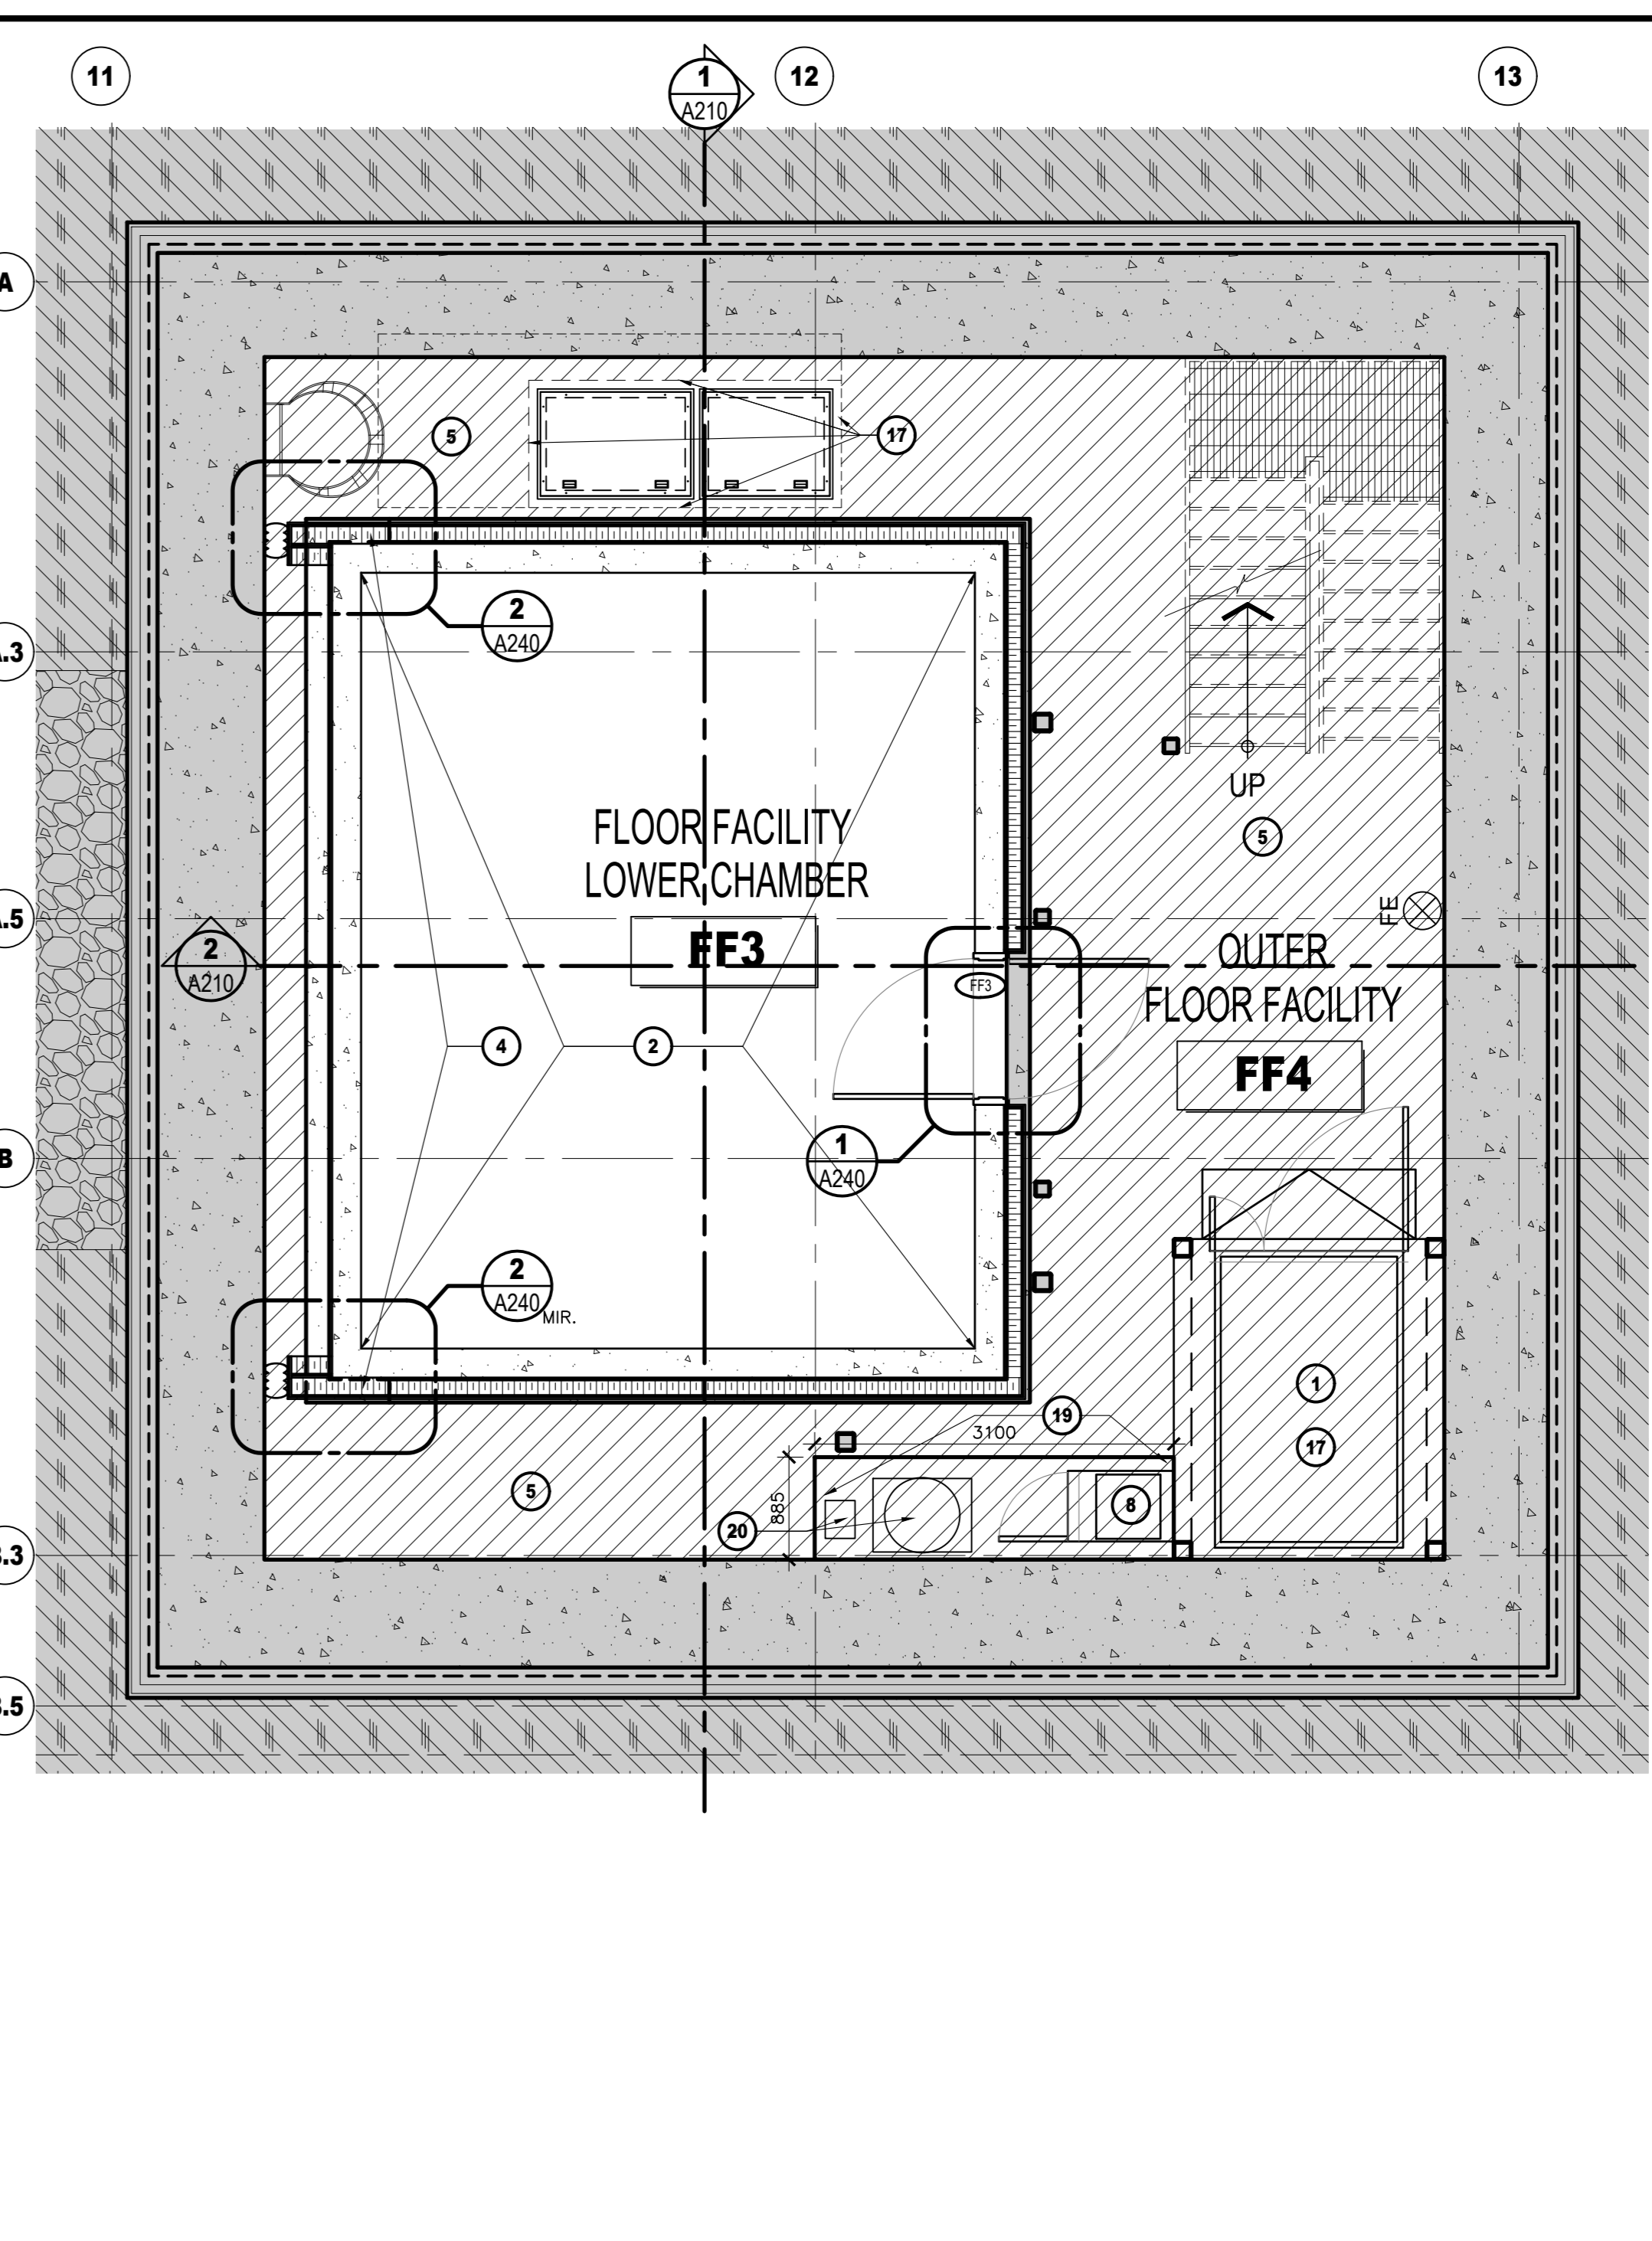 11
1
A210
12
13
A
5
17
2
A240
A.3
UP
5
FLOOR FACILITY
LOWER CHAMBER
FF3
A.5
FE
2
A210
OUTER
FLOOR FACILITY
FF3
FF4
4
2
1
A240
B
2
A240
MIR.
1
17
19
3100
5
885
20
8
B.3
B.5